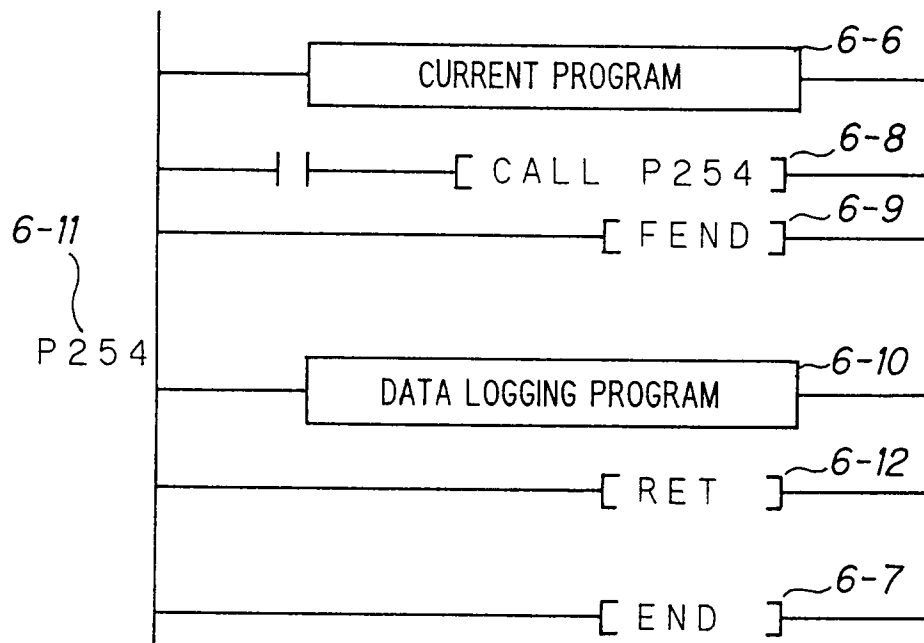 6-6
CURRENT PROGRAM
6-8
CALL P254
6-9
FEND
6-11
P254
6-10
DATA LOGGING PROGRAM
6-12
RET
6-7
END